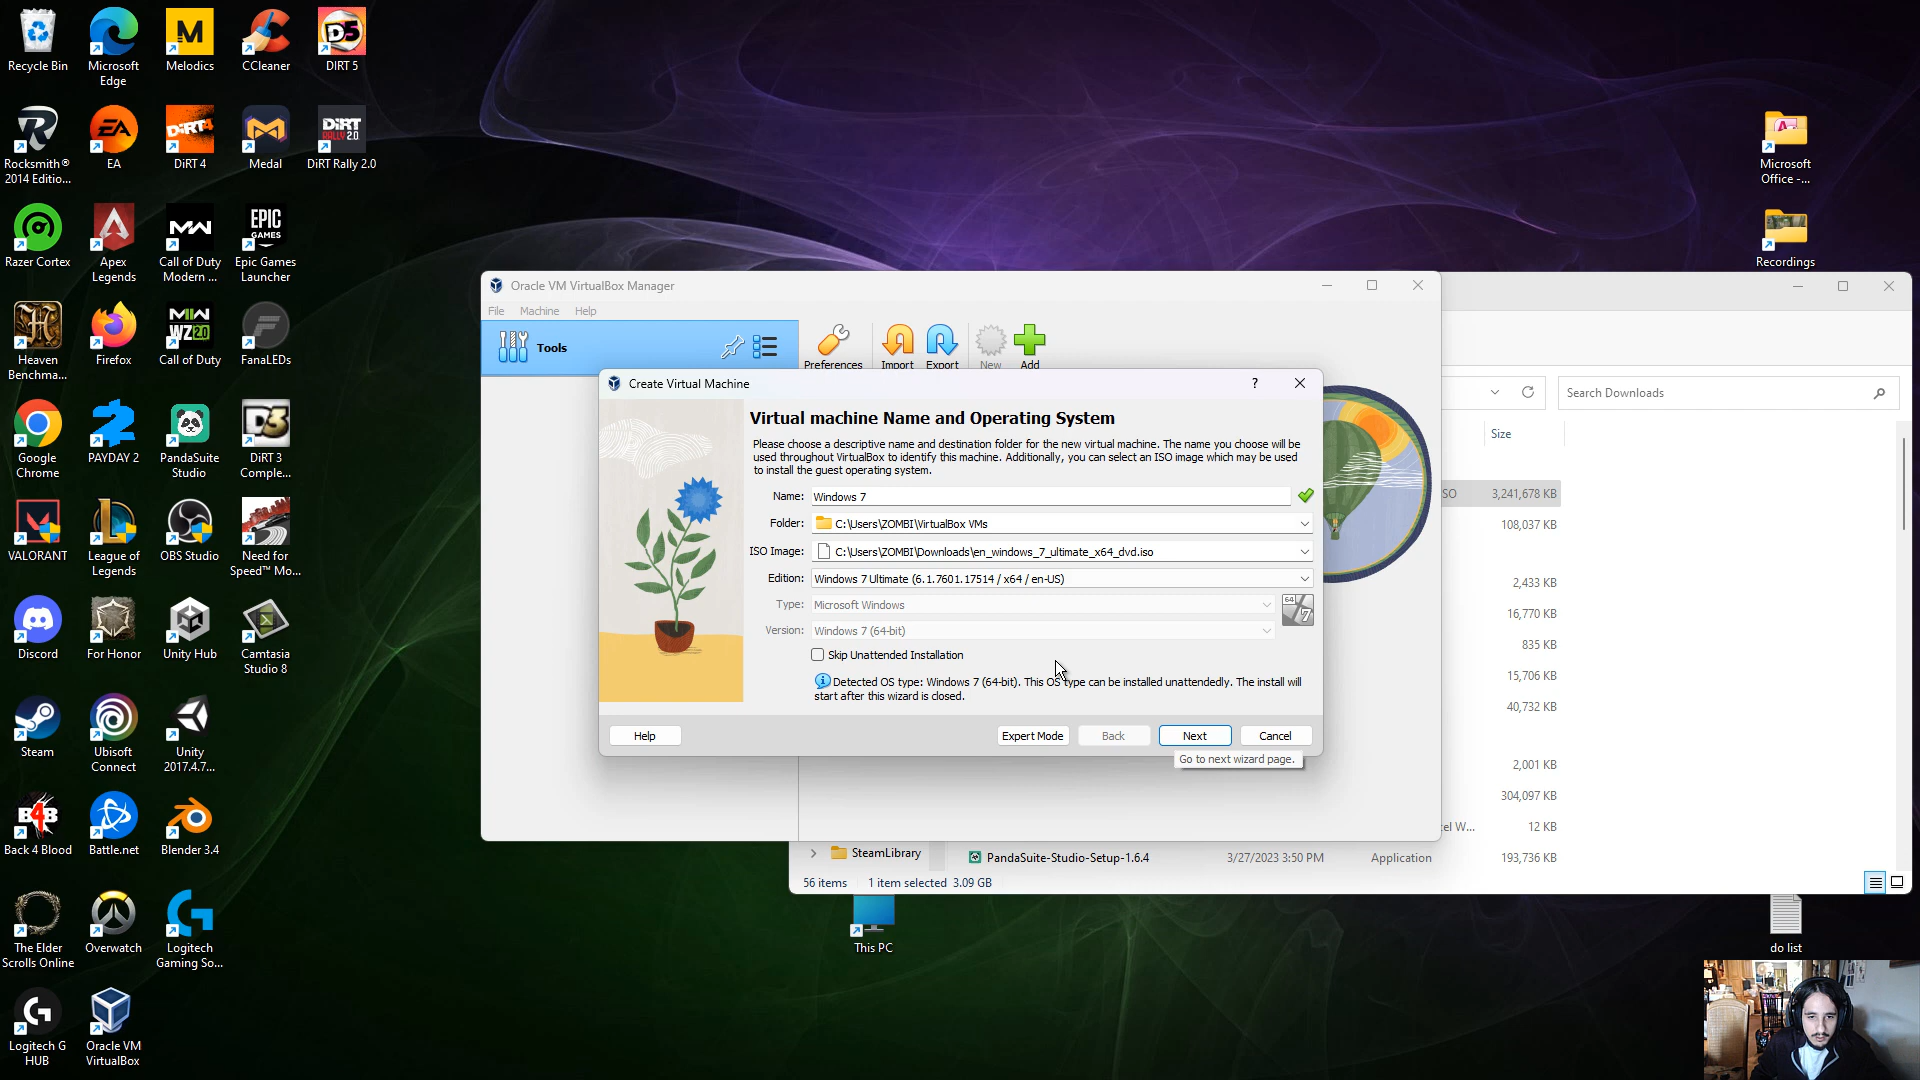 Recycle Bin
Microsoft
Edge
Melodics
CCleaner
DIRT 5
Rocksmith®
2014 Editio...
EA
DiRT 4
Medal
DiRT Rally 2.0
Razer Cortex
Apex
Legends
Call of Duty
Modern ...
EPIC
GAMES
Epic Games
Launcher
Heaven
Benchma...
Firefox
Call of Duty
FanaLEDs
Google
Chrome
PAYDAY 2
PandaSuite
Studio
DiRT 3
Comple...
VALORANT
League of
Legends
OBS Studio
Need for
Speed™ Mo...
Discord
For Honor
Unity Hub
Camtasia
Studio 8
Steam
Ubisoft
Connect
Unity
2017.4.7...
Back 4 Blood
Battle.net
Blender 3.4
The Elder
Scrolls Online
Overwatch
Logitech
Gaming So...
Logitech G
HUB
Oracle VM
VirtualBox
Microsoft
Office -...
Recordings
Oracle VM VirtualBox Manager
File Machine Help
Tools
Preferences Import Export New Add
Create Virtual Machine
?
Virtual machine Name and Operating System
Please choose a descriptive name and destination folder for the new virtual machine. The name you choose will be
used throughout VirtualBox to identify this machine. Additionally, you can select an ISO image which may be used
to install the guest operating system.
Name: Windows 7
Folder: C:\Users\ZOMBI\VirtualBox VMs
ISO Image: C:\Users\ZOMBI\Downloads\en_windows_7_ultimate_x64_dvd.iso
Edition: Windows 7 Ultimate (6.1.7601.17514 / x64 / en-US)
Type: Microsoft Windows
Version: Windows 7 (64-bit)
64
7
Skip Unattended Installation
Detected OS type: Windows 7 (64-bit). This OS type can be installed unattendedly. The install will
start after this wizard is closed.
Help Expert Mode Back Next Cancel
Go to next wizard page.
Search Downloads
Size
SO 3,241,678 KB
108,037 KB
2,433 KB
16,770 KB
835 KB
15,706 KB
40,732 KB
2,001 KB
304,097 KB
cel W... 12 KB
SteamLibrary PandaSuite-Studio-Setup-1.6.4 3/27/2023 3:50 PM Application 193,736 KB
56 items 1 item selected 3.09 GB
This PC
do list